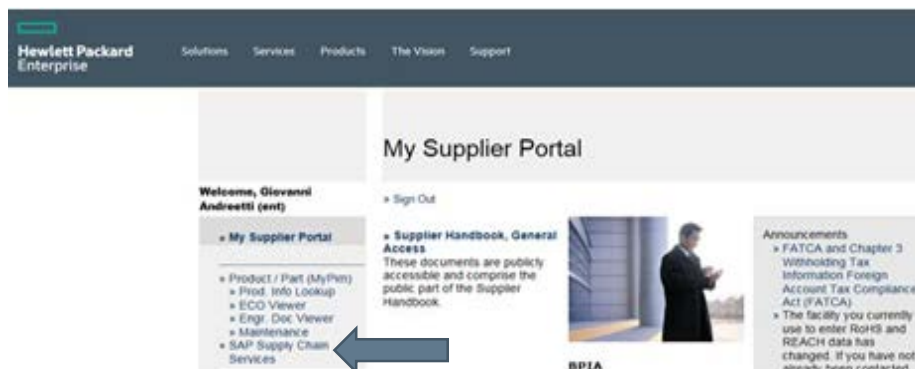 Hewlett Packard
Enterprise
Solutions Services Products The Vision Support
My Supplier Portal
Welcome, Giovanni
Andreetti (ent)
» My Supplier Portal
» Product / Part (MyPim)
» Prod. Info Lookup
» ECO Viewer
» Engr. Doc Viewer
» Maintenance
» SAP Supply Chain
Services
» Sign Out
» Supplier Handbook, General
Access
These documents are publicly
accessible and comprise the
public part of the Supplier
Handbook.
BPIA
Announcements
» FATCA and Chapter 3
Withholding Tax
Information Foreign
Account Tax Compliance
Act (FATCA)
» The facility you currently
use to enter RoHS and
REACH data has
changed. If you have not
already been contacted